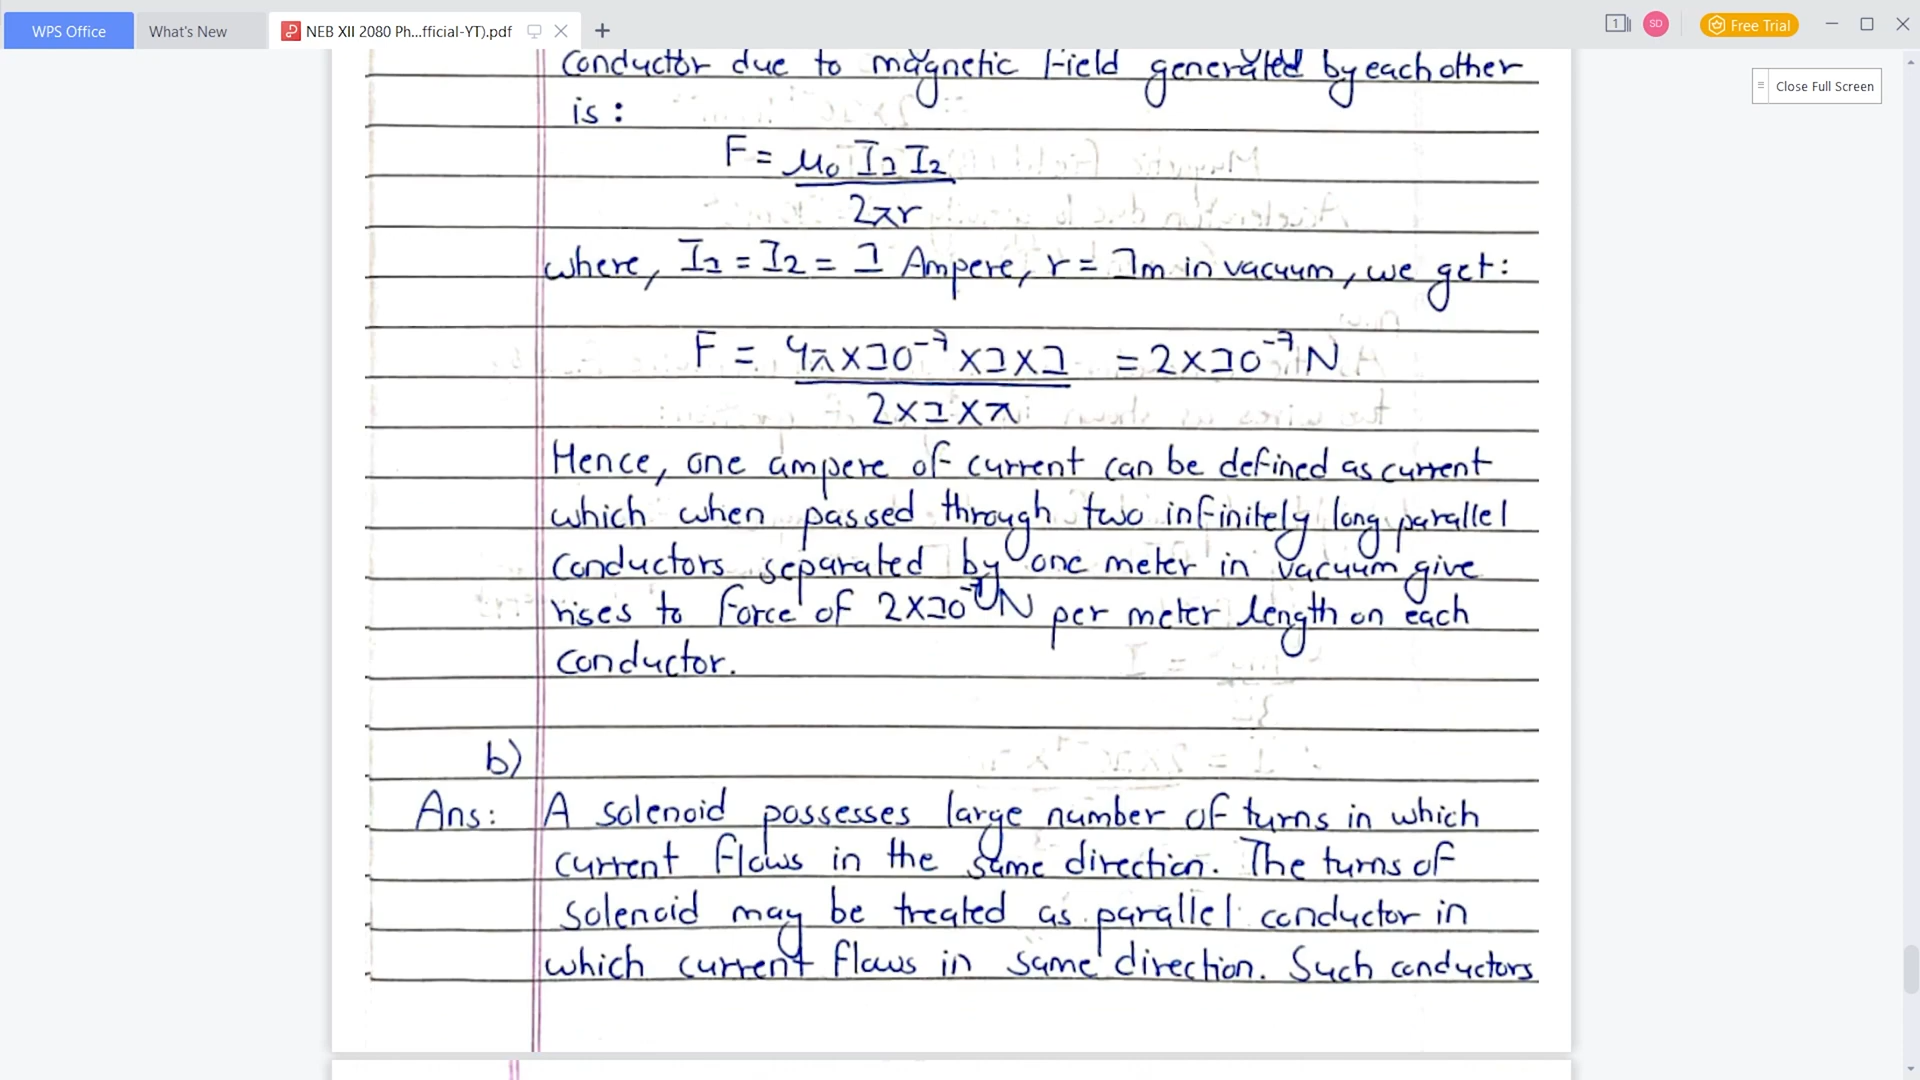 WPS Office
What's New
NEB XII 2080 Ph...fficial-YT).pdf
1
SD
Free Trial
Close Full Screen
conductor due to magnetic field generated by each other
is :
F = μ₀ I₁ I₂
2πr
where, I₁ = I₂ = 1 Ampere, r = 1m in vacuum, we get:
F = 4π×10⁻⁷ ×1×1 = 2×10⁻⁷ N
2×1×π
Hence, one ampere of current can be defined as current
which when passed through two infinitely long parallel
conductors separated by one meter in vacuum give
rises to force of 2×10⁻⁷ N per meter length on each
conductor.
b)
Ans: A solenoid possesses large number of turns in which
current flows in the same direction. The turns of
solenoid may be treated as parallel conductor in
which current flows in same direction. Such conductors